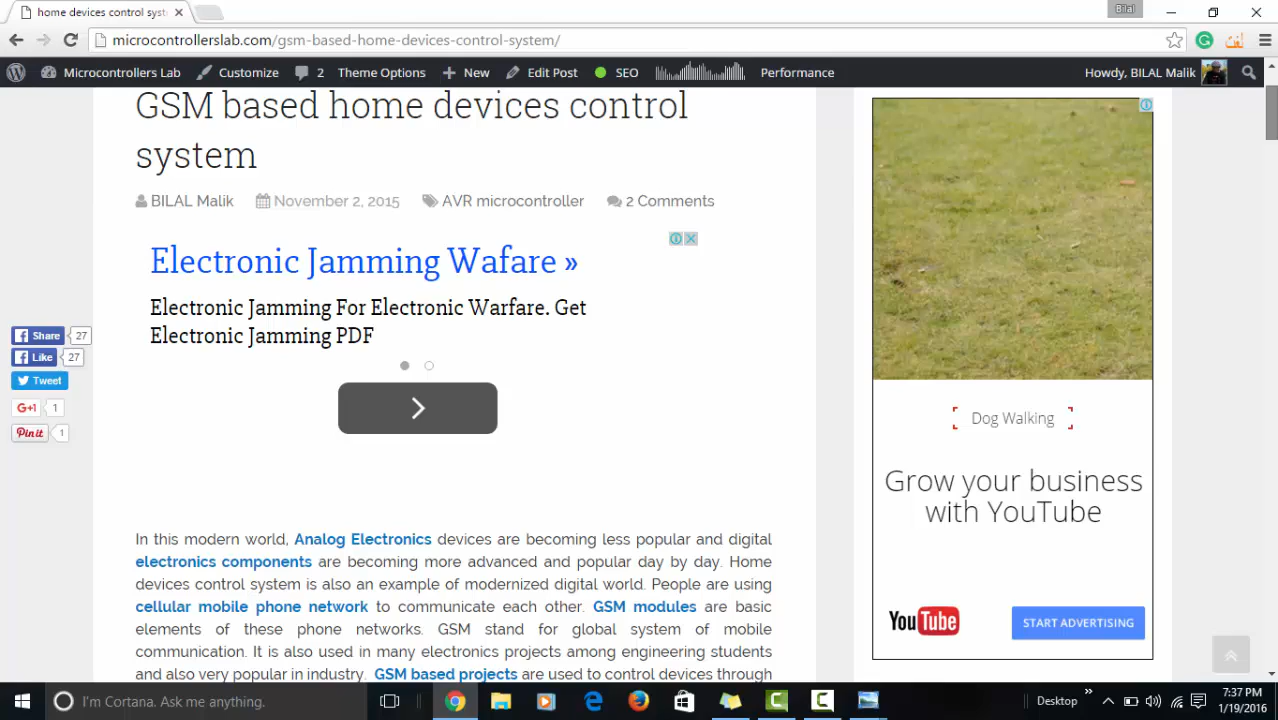 home devices control syst
Bilal
microcontrollerslab.com/gsm-based-home-devices-control-system/
Microcontrollers Lab Customize 2 Theme Options New Edit Post SEO Performance Howdy, BILAL Malik
GSM based home devices control
system
BILAL Malik November 2, 2015 AVR microcontroller 2 Comments
Electronic Jamming Wafare »
Electronic Jamming For Electronic Warfare. Get
Electronic Jamming PDF
Share 27
Like 27
Tweet
G+1 1
Pin it 1
In this modern world, Analog Electronics devices are becoming less popular and digital
electronics components are becoming more advanced and popular day by day. Home
devices control system is also an example of modernized digital world. People are using
cellular mobile phone network to communicate each other. GSM modules are basic
elements of these phone networks. GSM stand for global system of mobile
communication. It is also used in many electronics projects among engineering students
and also very popular in industry. GSM based projects are used to control devices through
Dog Walking
Grow your business
with YouTube
YouTube START ADVERTISING
I'm Cortana. Ask me anything.
Desktop
7:37 PM
1/19/2016